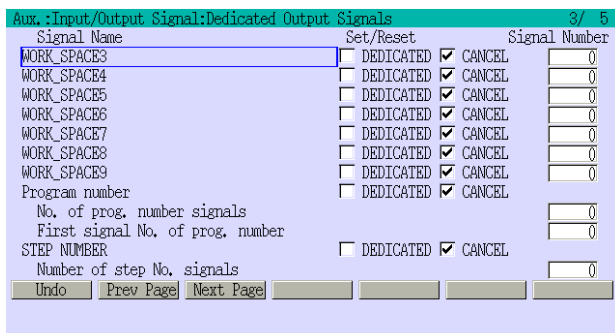 Aux.:Input/Output Signal:Dedicated Output Signals 3/ 5
Signal Name Set/Reset Signal Number
WORK_SPACE3 DEDICATED CANCEL 0
WORK_SPACE4 DEDICATED CANCEL 0
WORK_SPACE5 DEDICATED CANCEL 0
WORK_SPACE6 DEDICATED CANCEL 0
WORK_SPACE7 DEDICATED CANCEL 0
WORK_SPACE8 DEDICATED CANCEL 0
WORK_SPACE9 DEDICATED CANCEL 0
Program number DEDICATED CANCEL
No. of prog. number signals 0
First signal No. of prog. number 0
STEP NUMBER DEDICATED CANCEL
Number of step No. signals 0
Undo Prev Page Next Page